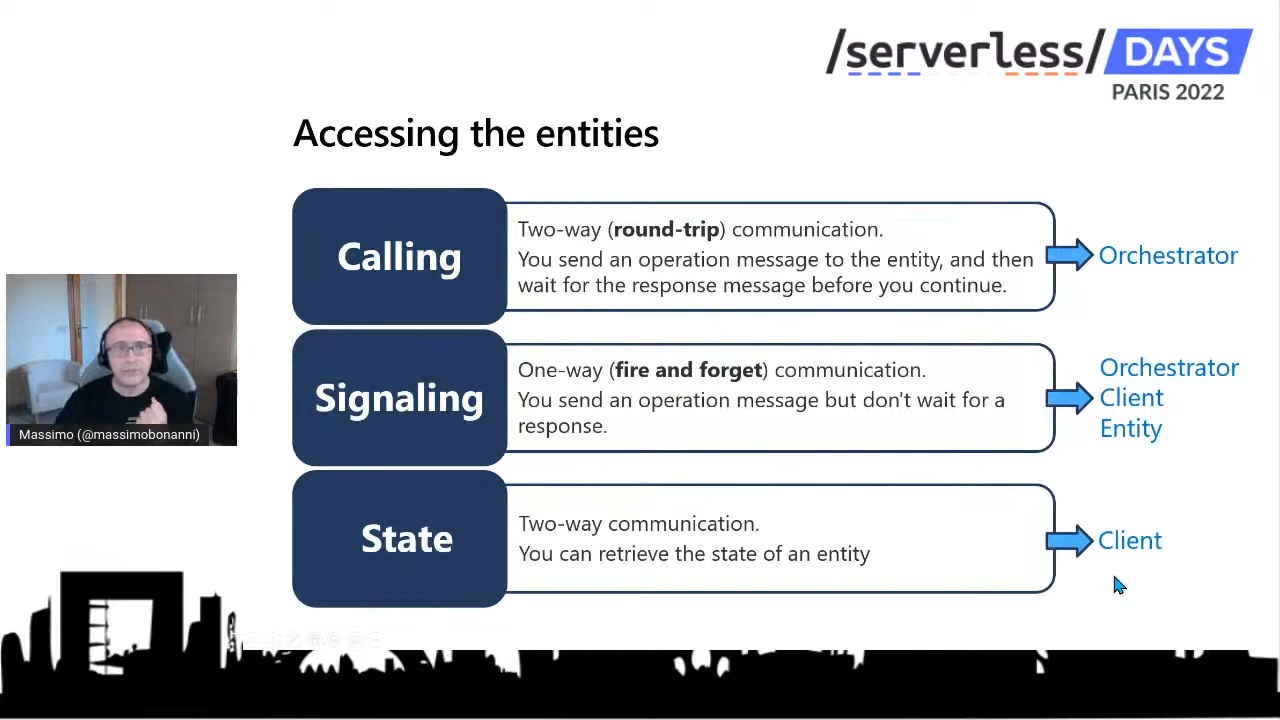 /serverless/ DAYS
PARIS 2022
Accessing the entities
Calling
Two-way (round-trip) communication.
You send an operation message to the entity, and then
wait for the response message before you continue.
Orchestrator
Signaling
One-way (fire and forget) communication.
You send an operation message but don't wait for a
response.
Orchestrator
Client
Entity
State
Two-way communication.
You can retrieve the state of an entity
Client
Massimo (@massimobonanni)